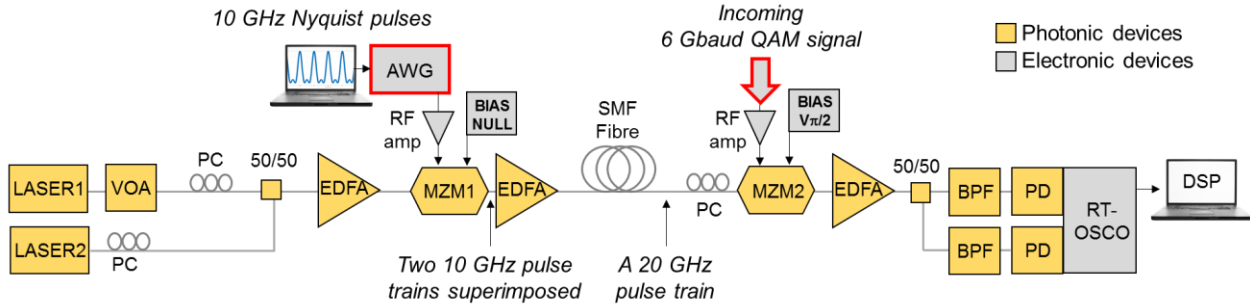 10 GHz Nyquist pulses
Incoming
6 Gbaud QAM signal
Photonic devices
Electronic devices
AWG
RF
amp
BIAS
NULL
SMF
Fibre
RF
amp
BIAS
Vπ/2
LASER1
VOA
PC
50/50
EDFA
MZM1
EDFA
PC
MZM2
EDFA
50/50
BPF
PD
RT-
OSCO
DSP
LASER2
PC
BPF
PD
Two 10 GHz pulse
trains superimposed
A 20 GHz
pulse train